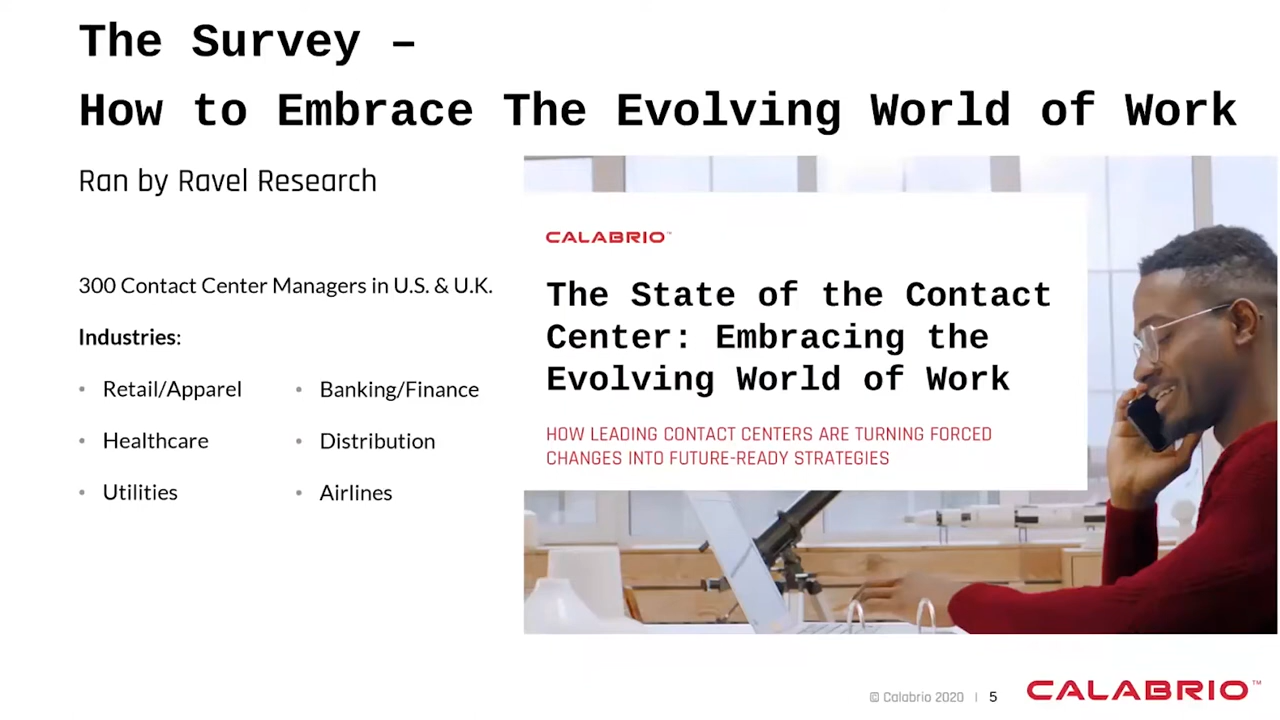 The Survey –
How to Embrace The Evolving World of Work
Ran by Ravel Research
300 Contact Center Managers in U.S. & U.K.
Industries:
• Retail/Apparel
• Healthcare
• Utilities
• Banking/Finance
• Distribution
• Airlines
CALABRIO™
The State of the Contact
Center: Embracing the
Evolving World of Work
HOW LEADING CONTACT CENTERS ARE TURNING FORCED
CHANGES INTO FUTURE-READY STRATEGIES
© Calabrio 2020 | 5
CALABRIO™